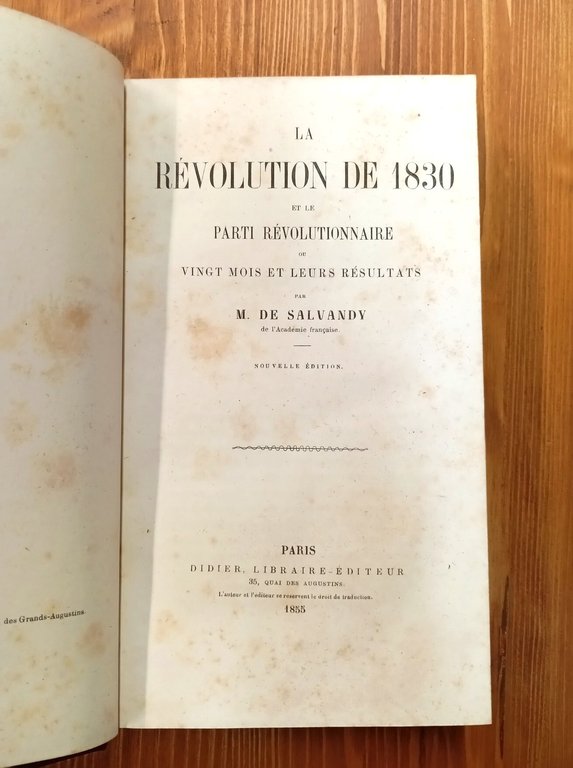 LA
RÉVOLUTION DE 1830
ET LE
PARTI RÉVOLUTIONNAIRE
OU
VINGT MOIS ET LEURS RÉSULTATS
PAR
M. DE SALVANDY
de l'Académie française.
NOUVELLE ÉDITION.
PARIS
DIDIER, LIBRAIRE-ÉDITEUR
35, QUAI DES AUGUSTINS.
L'auteur et l'éditeur se réservent le droit de traduction.
1855
des Grands-Augustins.